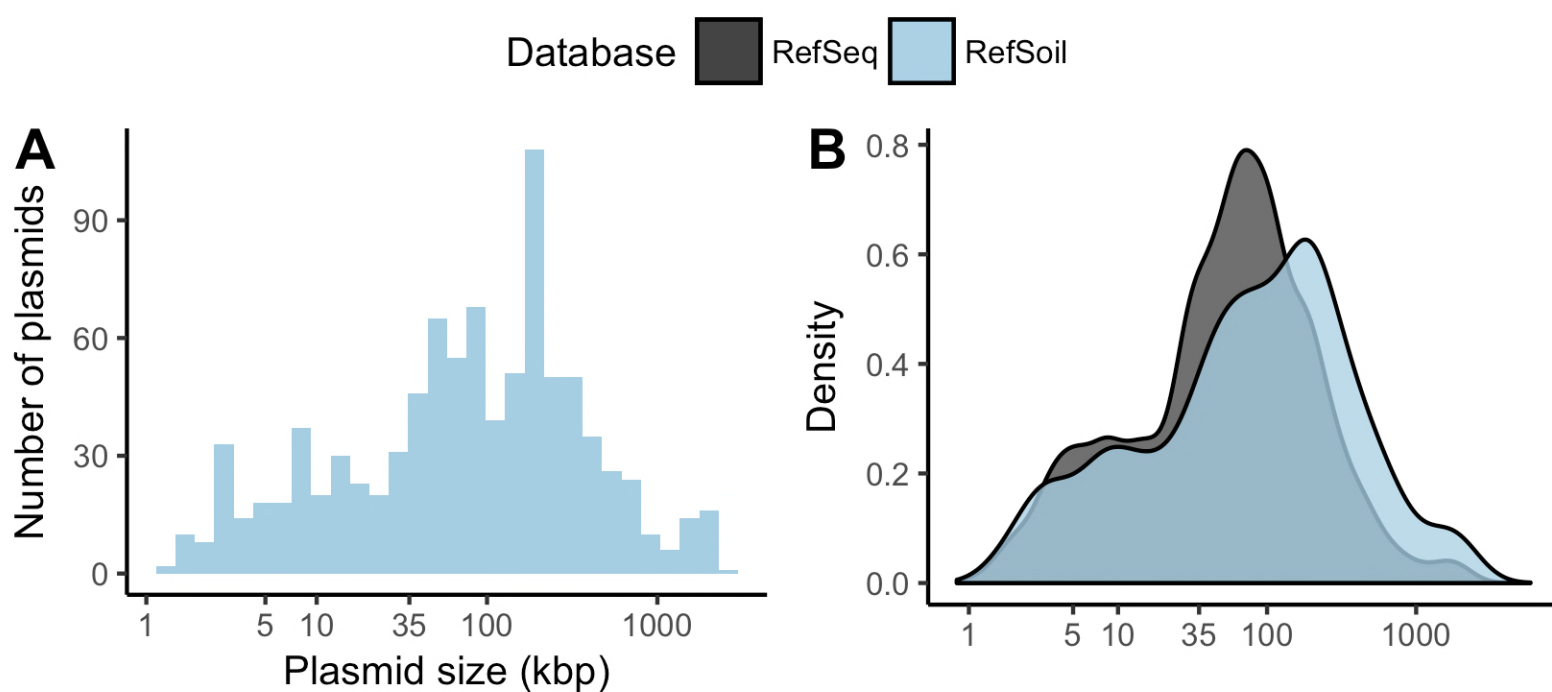 Database RefSeq RefSoil
A
Number of plasmids
90
60
30
0
1 5 10 35 100 1000
Plasmid size (kbp)
B
Density
0.8
0.6
0.4
0.2
0.0
1 5 10 35 100 1000